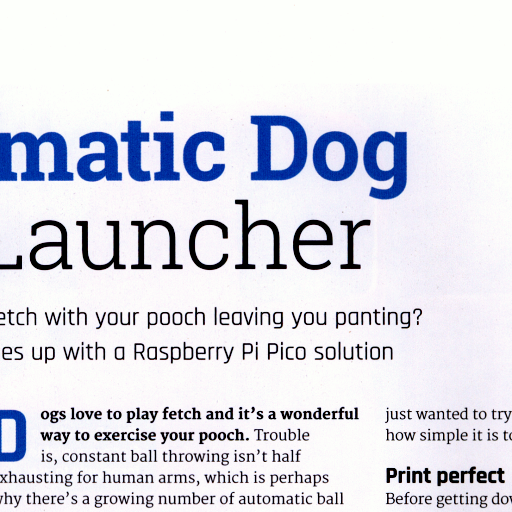 matic Dog
Launcher
etch with your pooch leaving you panting?
es up with a Raspberry Pi Pico solution
Dogs love to play fetch and it's a wonderful
way to exercise your pooch. Trouble
is, constant ball throwing isn't half
xhausting for human arms, which is perhaps
why there's a growing number of automatic ball
just wanted to try
how simple it is to
Print perfect
Before getting dow